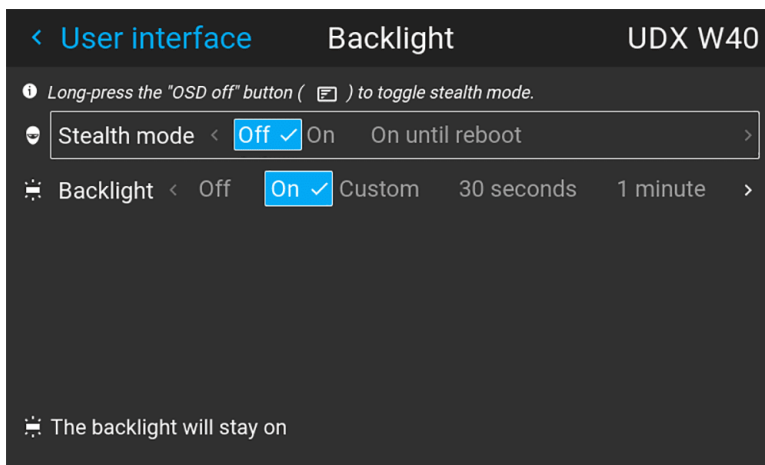 < User interface Backlight UDX W40
Long-press the "OSD off" button ( ) to toggle stealth mode.
Stealth mode < Off ✓ On On until reboot >
Backlight < Off On ✓ Custom 30 seconds 1 minute >
The backlight will stay on